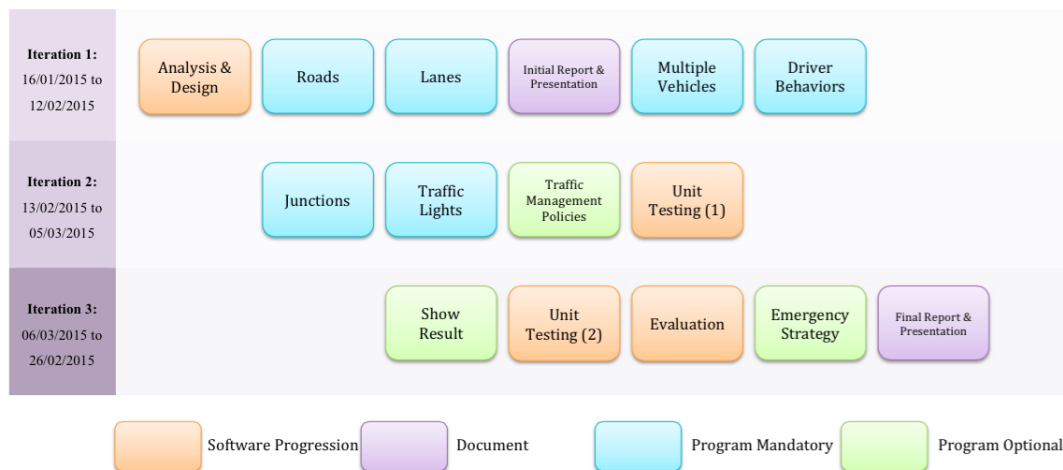 Iteration 1:
16/01/2015 to
12/02/2015
Analysis &
Design
Roads
Lanes
Initial Report &
Presentation
Multiple
Vehicles
Driver
Behaviors
Iteration 2:
13/02/2015 to
05/03/2015
Junctions
Traffic
Lights
Traffic
Management
Policies
Unit
Testing (1)
Iteration 3:
06/03/2015 to
26/02/2015
Show
Result
Unit
Testing (2)
Evaluation
Emergency
Strategy
Final Report &
Presentation
Software Progression
Document
Program Mandatory
Program Optional